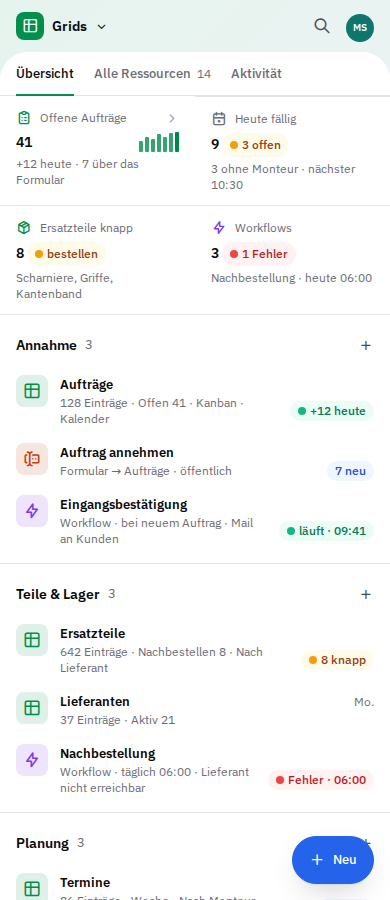 Grids
MS
Übersicht
Alle Ressourcen 14
Aktivität
Offene Aufträge
41
+12 heute · 7 über das
Formular
Heute fällig
9 3 offen
3 ohne Monteur · nächster
10:30
Ersatzteile knapp
8 bestellen
Scharniere, Griffe,
Kantenband
Workflows
3 1 Fehler
Nachbestellung · heute 06:00
Annahme 3
Aufträge
128 Einträge · Offen 41 · Kanban ·
Kalender
+12 heute
Auftrag annehmen
Formular → Aufträge · öffentlich
7 neu
Eingangsbestätigung
Workflow · bei neuem Auftrag · Mail
an Kunden
läuft · 09:41
Teile & Lager 3
Ersatzteile
642 Einträge · Nachbestellen 8 · Nach
Lieferant
8 knapp
Lieferanten
Mo.
37 Einträge · Aktiv 21
Nachbestellung
Workflow · täglich 06:00 · Lieferant
nicht erreichbar
Fehler · 06:00
Planung 3
+ Neu
Termine
86 Einträge · Woche · Nach Monteur